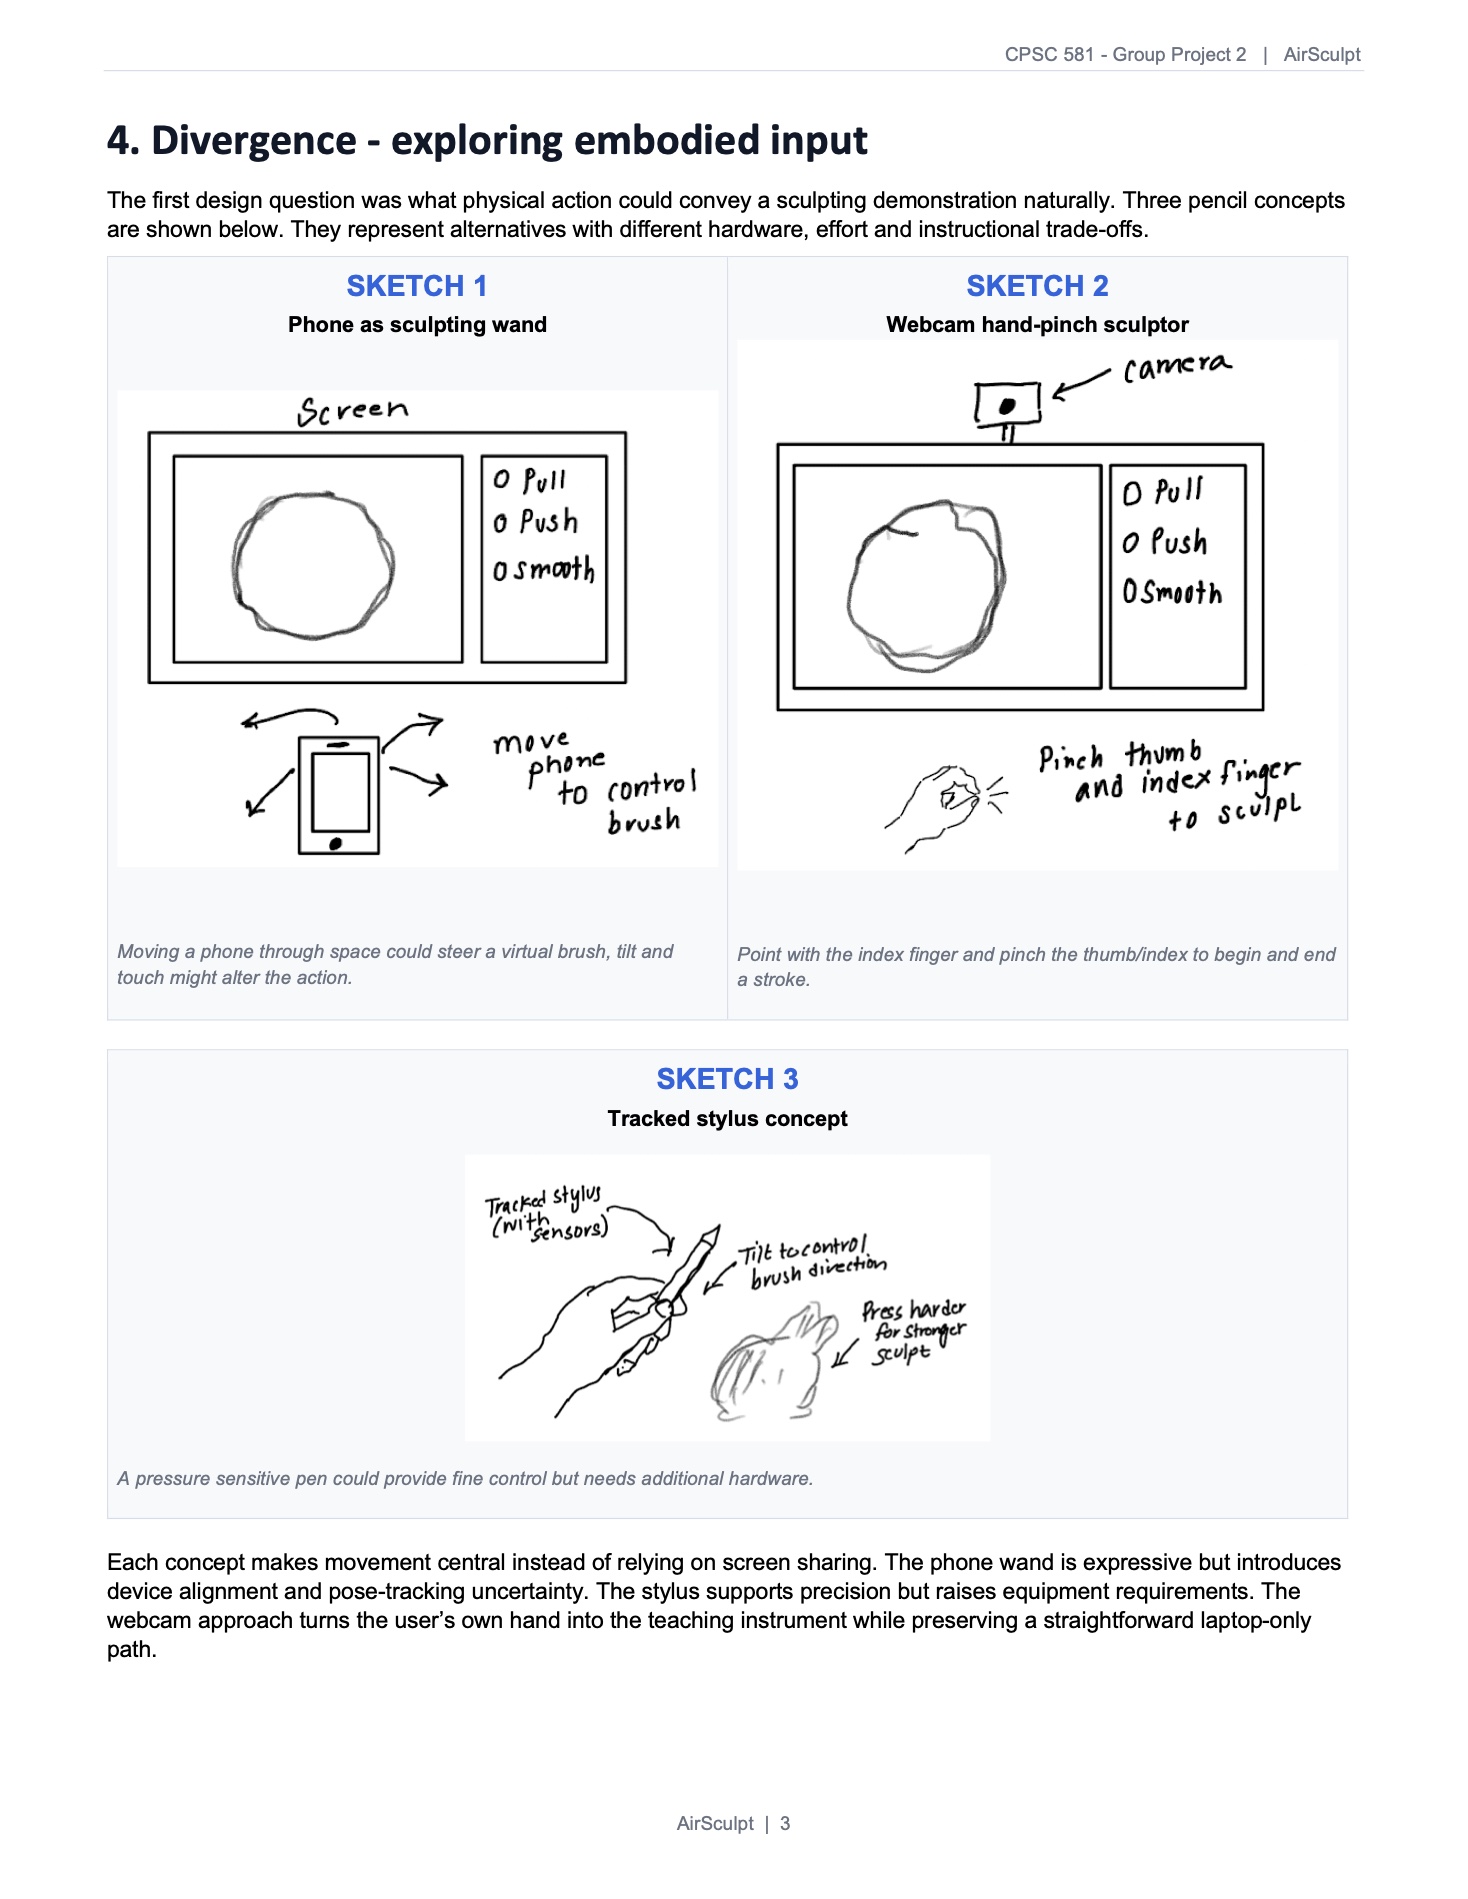 CPSC 581 - Group Project 2 | AirSculpt
4. Divergence - exploring embodied input
The first design question was what physical action could convey a sculpting demonstration naturally. Three pencil concepts
are shown below. They represent alternatives with different hardware, effort and instructional trade-offs.
SKETCH 1
Phone as sculpting wand
Screen
O Pull
O Push
O smooth
move
phone
to control
brush
Moving a phone through space could steer a virtual brush, tilt and
touch might alter the action.
SKETCH 2
Webcam hand-pinch sculptor
camera
O Pull
O Push
O Smooth
Pinch thumb
and index finger
to sculpt
Point with the index finger and pinch the thumb/index to begin and end
a stroke.
SKETCH 3
Tracked stylus concept
Tracked stylus
(with
sensors)
Tilt to control
brush direction
Press harder
for stronger
sculpt
A pressure sensitive pen could provide fine control but needs additional hardware.
Each concept makes movement central instead of relying on screen sharing. The phone wand is expressive but introduces
device alignment and pose-tracking uncertainty. The stylus supports precision but raises equipment requirements. The
webcam approach turns the user’s own hand into the teaching instrument while preserving a straightforward laptop-only
path.
AirSculpt | 3